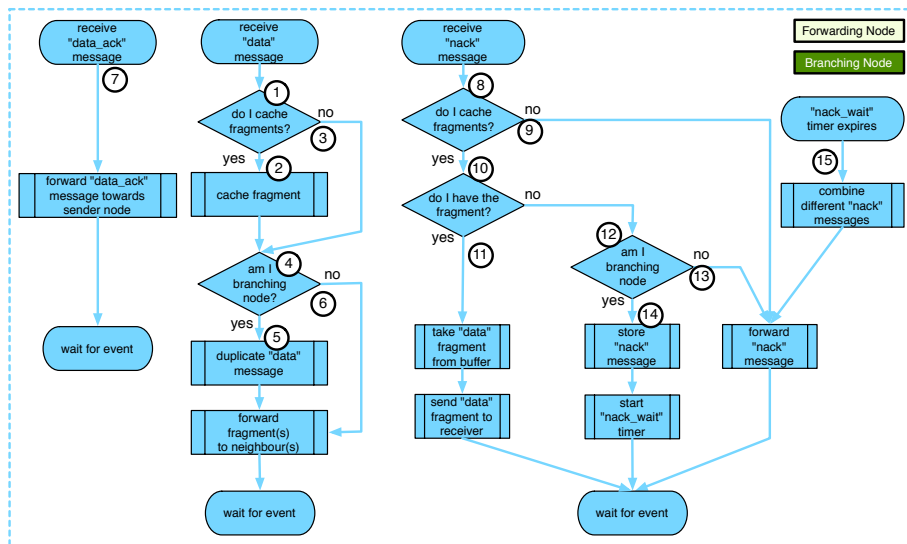 receive
"data_ack"
message
7
forward "data_ack"
message towards
sender node
wait for event
receive
"data"
message
1
do I cache
fragments?
no
3
yes
2
cache fragment
4
am I
branching
node?
no
6
yes
5
duplicate "data"
message
forward
fragment(s)
to neighbour(s)
wait for event
receive
"nack"
message
8
do I cache
fragments?
no
9
yes
10
do I have the
fragment?
no
yes
11
take "data"
fragment
from buffer
send "data"
fragment to
receiver
12
am I
branching
node
no
13
yes
14
store
"nack"
message
start
"nack_wait"
timer
wait for event
Forwarding Node
Branching Node
"nack_wait"
timer expires
15
combine
different "nack"
messages
forward
"nack"
message